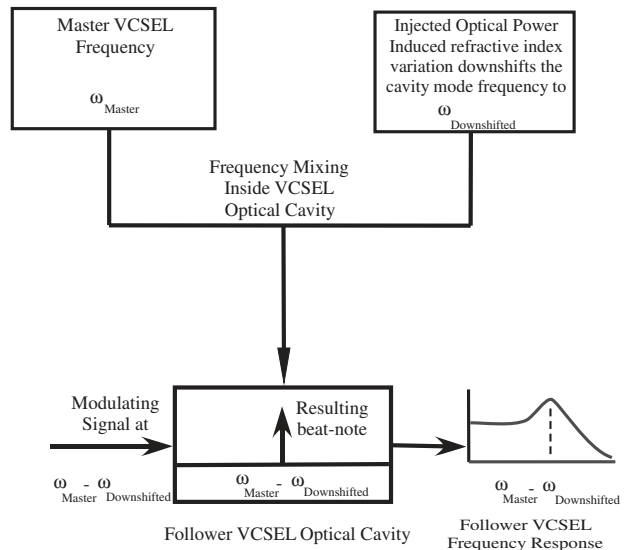 Master VCSEL
Frequency
ω Master
Injected Optical Power
Induced refractive index
variation downshifts the
cavity mode frequency to
ω Downshifted
Frequency Mixing
Inside VCSEL
Optical Cavity
Modulating
Signal at
ω Master - ω Downshifted
Resulting
beat-note
ω Master - ω Downshifted
Follower VCSEL Optical Cavity
ω Master - ω Downshifted
Follower VCSEL
Frequency Response